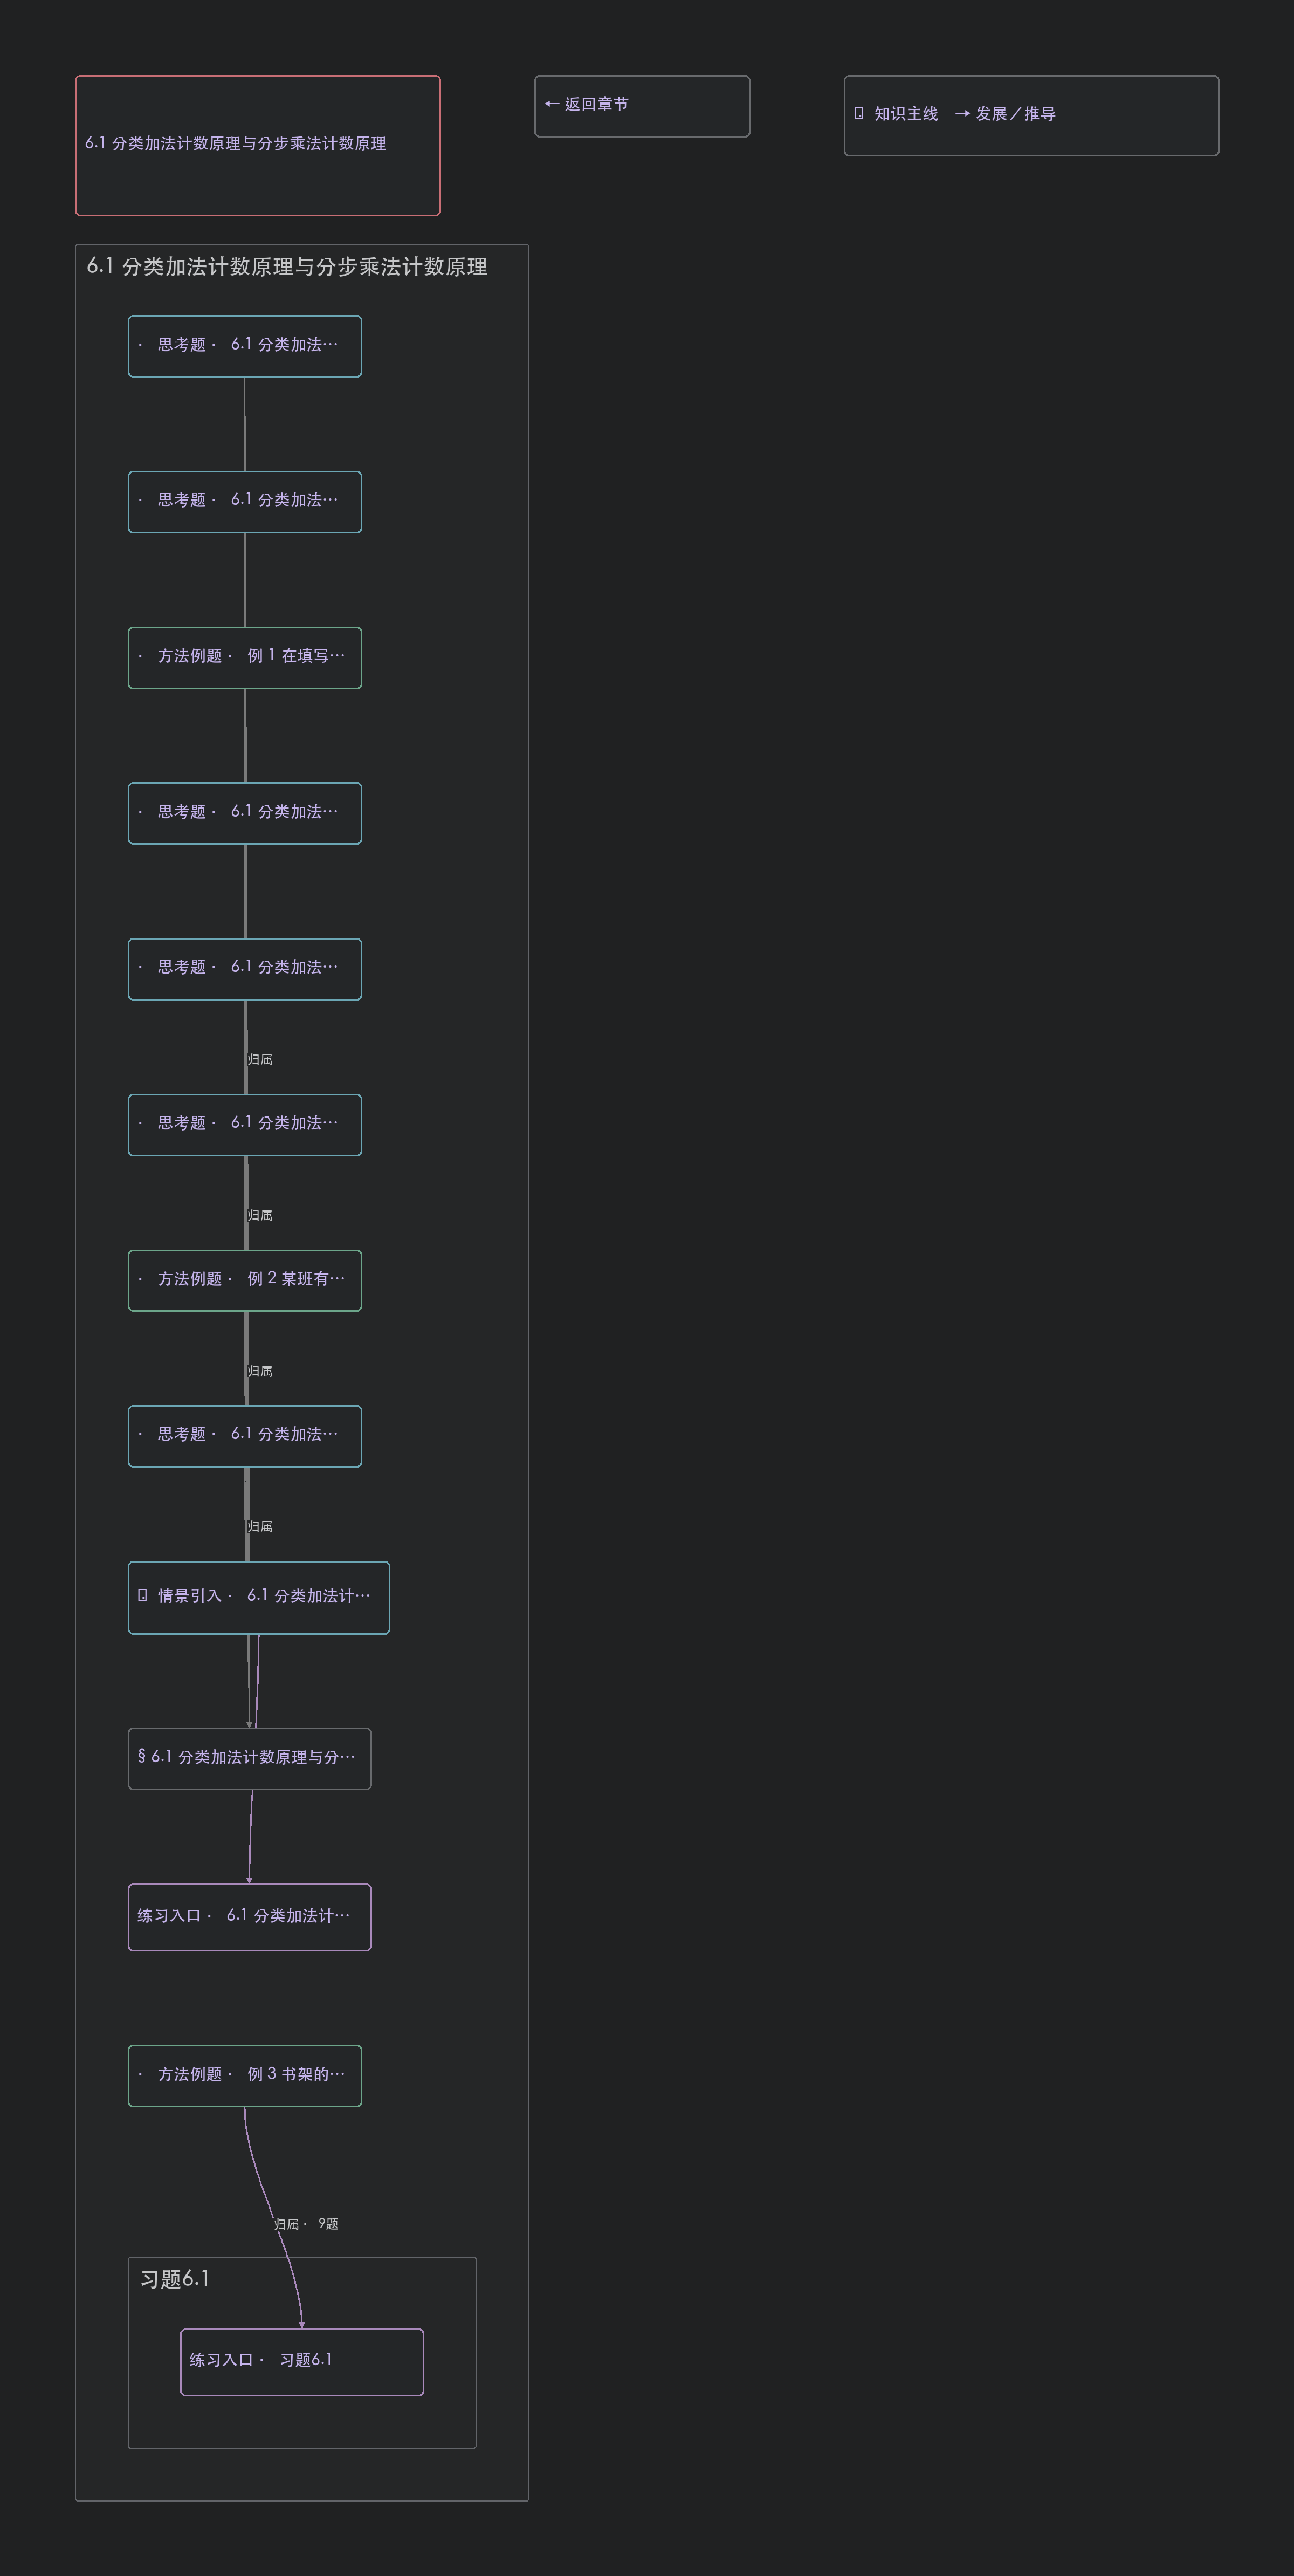 6.1 分类加法计数原理与分步乘法计数原理
← 返回章节
知识主线 → 发展／推导
6.1 分类加法计数原理与分步乘法计数原理
· 思考题 · 6.1 分类加法…
· 思考题 · 6.1 分类加法…
· 方法例题 · 例 1 在填写…
· 思考题 · 6.1 分类加法…
· 思考题 · 6.1 分类加法…
归属
· 思考题 · 6.1 分类加法…
归属
· 方法例题 · 例 2 某班有…
归属
· 思考题 · 6.1 分类加法…
归属
情景引入 · 6.1 分类加法计…
§ 6.1 分类加法计数原理与分…
练习入口 · 6.1 分类加法计…
· 方法例题 · 例 3 书架的…
归属 · 9题
习题6.1
练习入口 · 习题6.1